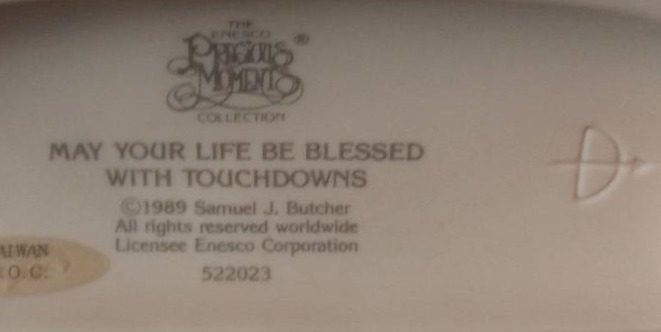 THE
ENESCO
PRECIOUS
MOMENTS®
COLLECTION
MAY YOUR LIFE BE BLESSED
WITH TOUCHDOWNS
©1989 Samuel J. Butcher
All rights reserved worldwide
Licensee Enesco Corporation
522023
AIWAN
.O.C.